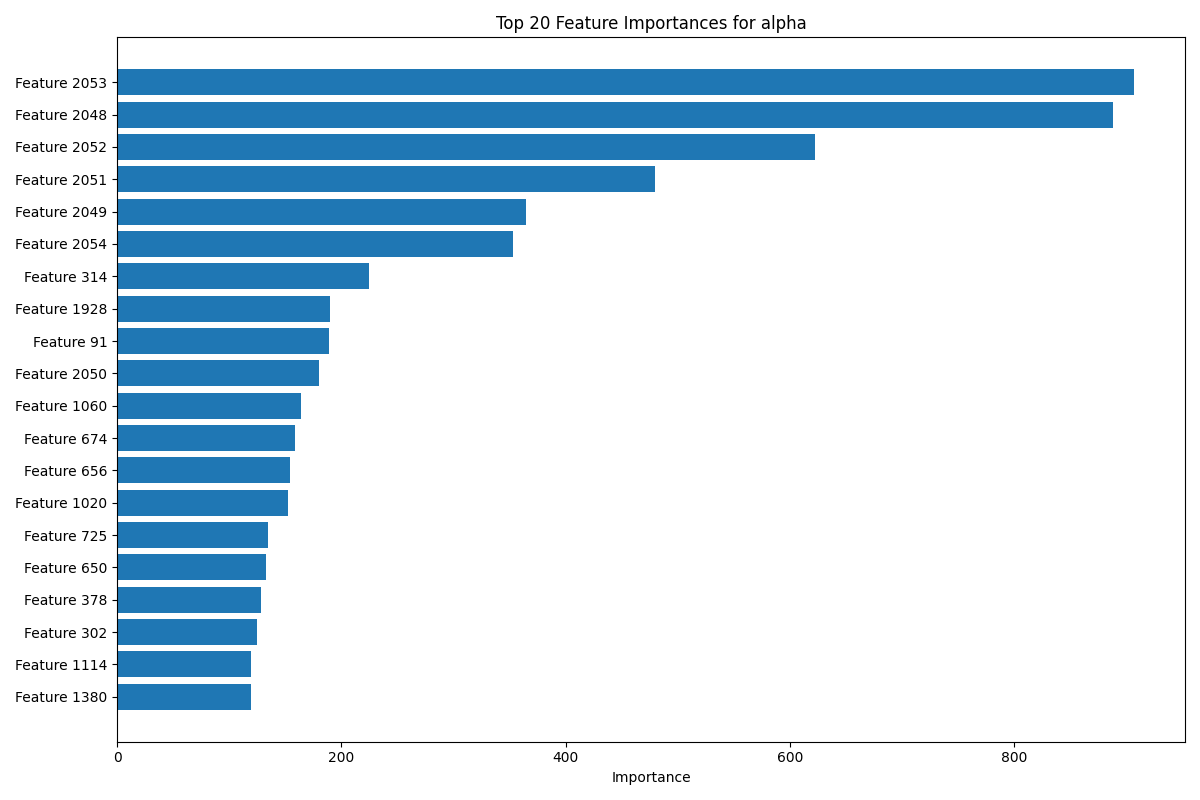 Top 20 Feature Importances for alpha
Feature 2053
Feature 2048
Feature 2052
Feature 2051
Feature 2049
Feature 2054
Feature 314
Feature 1928
Feature 91
Feature 2050
Feature 1060
Feature 674
Feature 656
Feature 1020
Feature 725
Feature 650
Feature 378
Feature 302
Feature 1114
Feature 1380
0 200 400 600 800
Importance